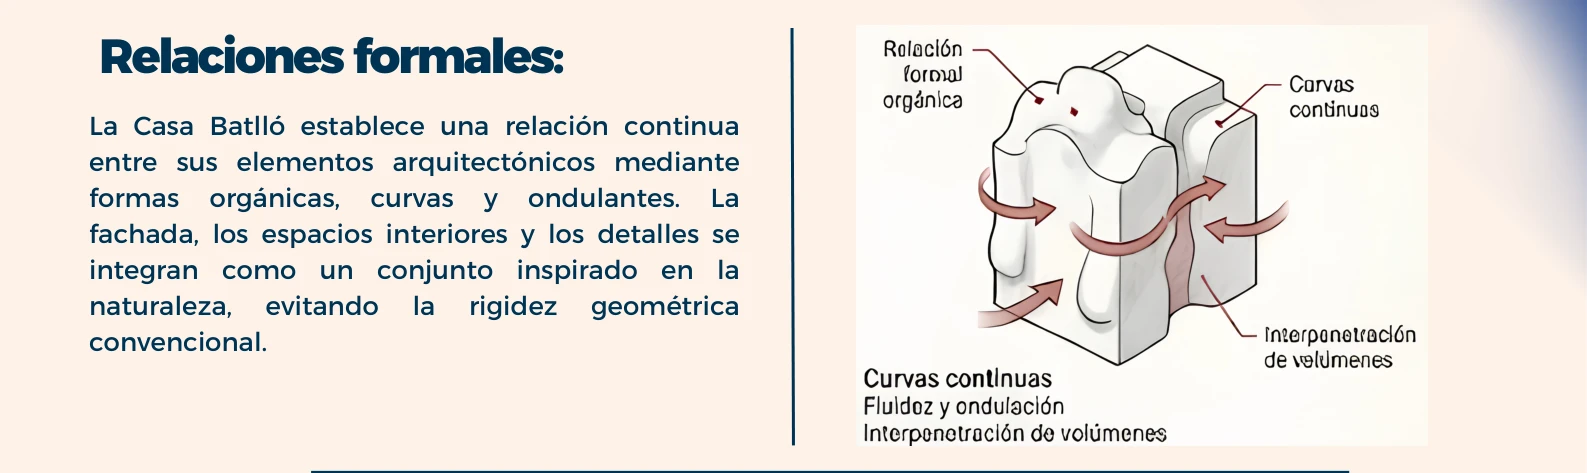 Relaciones formales:
La Casa Batlló establece una relación continua
entre sus elementos arquitectónicos mediante
formas orgánicas, curvas y ondulantes. La
fachada, los espacios interiores y los detalles se
integran como un conjunto inspirado en la
naturaleza, evitando la rigidez geométrica
convencional.
Relación
formal
orgánica
Curvas
continuas
Interpenetración
de velúmenes
Curvas contInuas
Fluidez y ondulación
Interpenetración de volúmenes